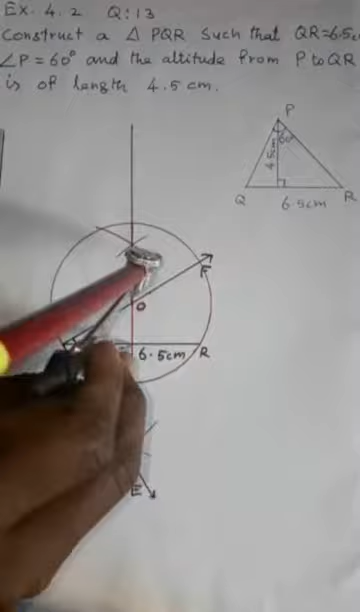 Ex. 4.2 Q:13
Construct a Δ PQR such that QR=6.5c
∠P = 60° and the altitude from P to QR
is of length 4.5 cm.
P
60°
4.5cm
Q R
6.5cm
F
O
6.5cm R
E